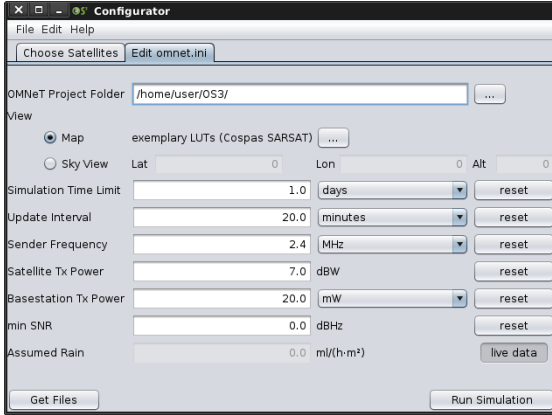 OS³ Configurator
File Edit Help
Choose Satellites Edit omnet.ini
OMNeT Project Folder /home/user/OS3/ ...
View
Map exemplary LUTs (Cospas SARSAT) ...
Sky View Lat 0 Lon 0 Alt 0
Simulation Time Limit 1.0 days reset
Update Interval 20.0 minutes reset
Sender Frequency 2.4 MHz reset
Satellite Tx Power 7.0 dBW reset
Basestation Tx Power 20.0 mW reset
min SNR 0.0 dBHz reset
Assumed Rain 0.0 ml/(h·m²) live data
Get Files Run Simulation